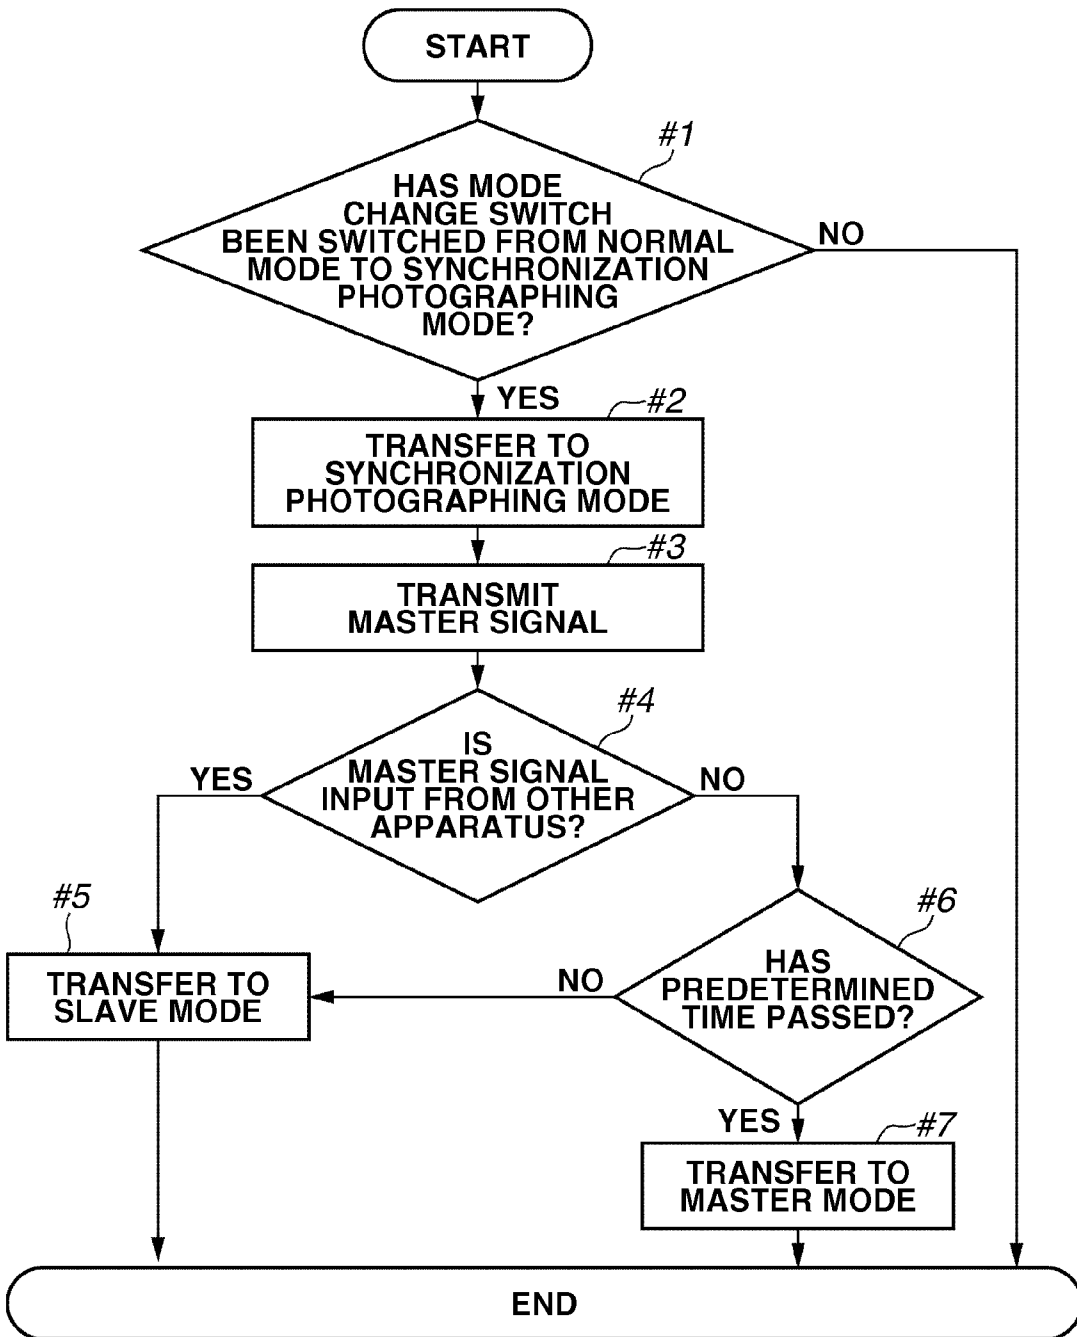 START
#1
HAS MODE
CHANGE SWITCH
BEEN SWITCHED FROM NORMAL
MODE TO SYNCHRONIZATION
PHOTOGRAPHING
MODE?
NO
YES
#2
TRANSFER TO
SYNCHRONIZATION
PHOTOGRAPHING MODE
#3
TRANSMIT
MASTER SIGNAL
#4
IS
MASTER SIGNAL
INPUT FROM OTHER
APPARATUS?
YES
NO
#5
TRANSFER TO
SLAVE MODE
#6
HAS
PREDETERMINED
TIME PASSED?
NO
YES
#7
TRANSFER TO
MASTER MODE
END